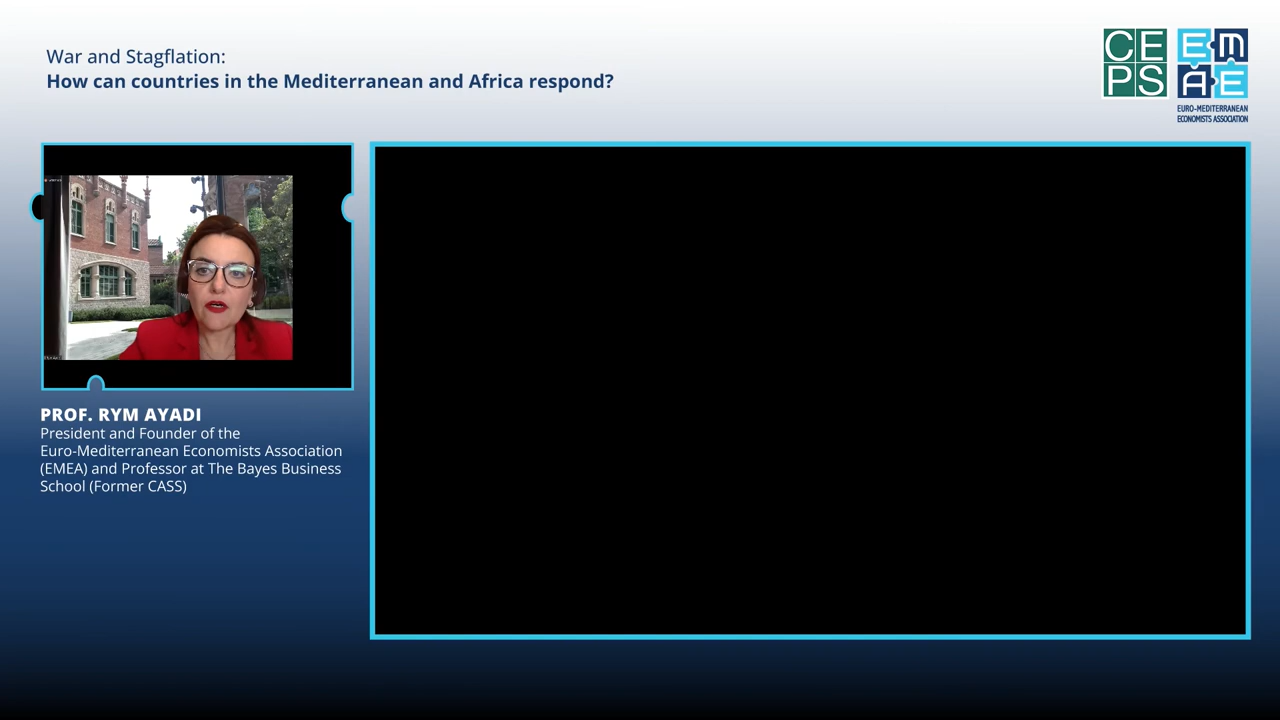 War and Stagflation:
How can countries in the Mediterranean and Africa respond?
CE
PS
EM
AE
EURO-MEDITERRANEAN
ECONOMISTS ASSOCIATION
PROF. RYM AYADI
President and Founder of the
Euro-Mediterranean Economists Association
(EMEA) and Professor at The Bayes Business
School (Former CASS)